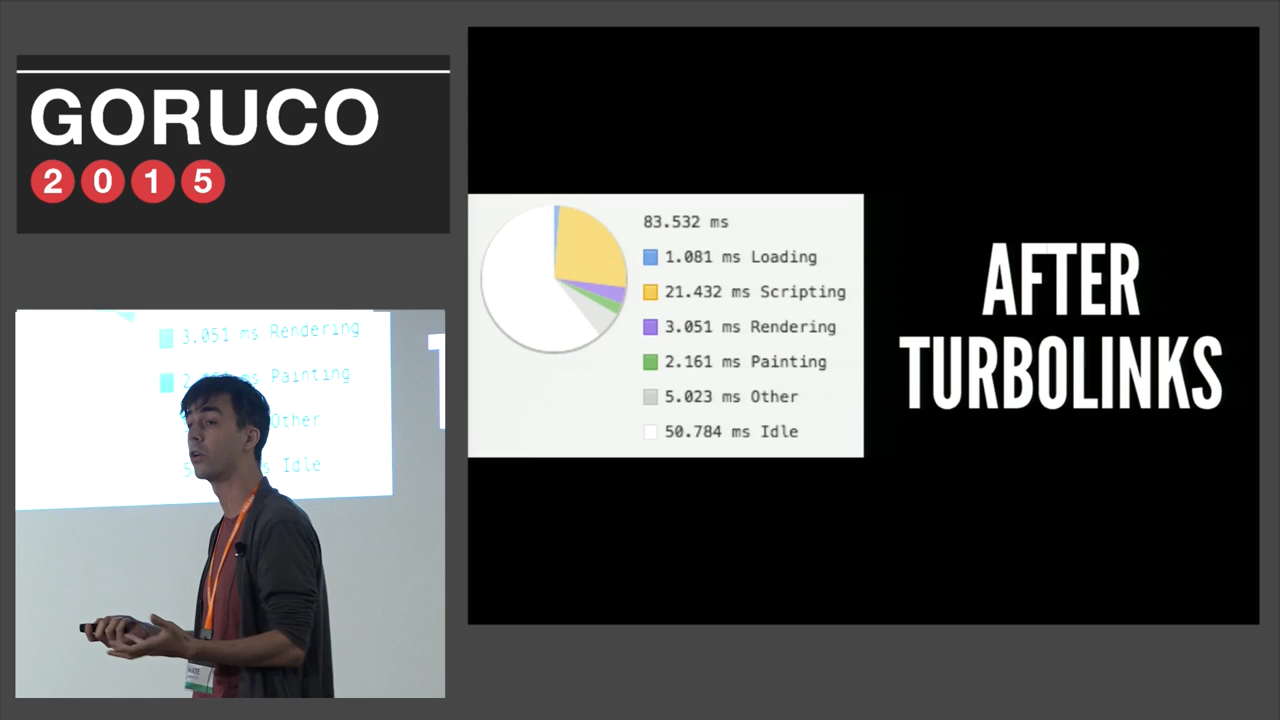 GORUCO
2015
83.532 ms
1.081 ms Loading
21.432 ms Scripting
3.051 ms Rendering
2.161 ms Painting
5.023 ms Other
50.784 ms Idle
AFTER
TURBOLINKS
3.051 ms Rendering
ms Painting
Other
Idle